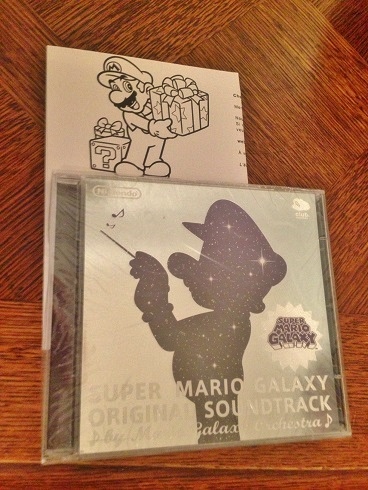 M
?
Nintendo
SUPER
MARIO
GALAXY
SUPER MARIO GALAXY
ORIGINAL SOUNDTRACK
♪ by Mario Galaxy Orchestra ♪